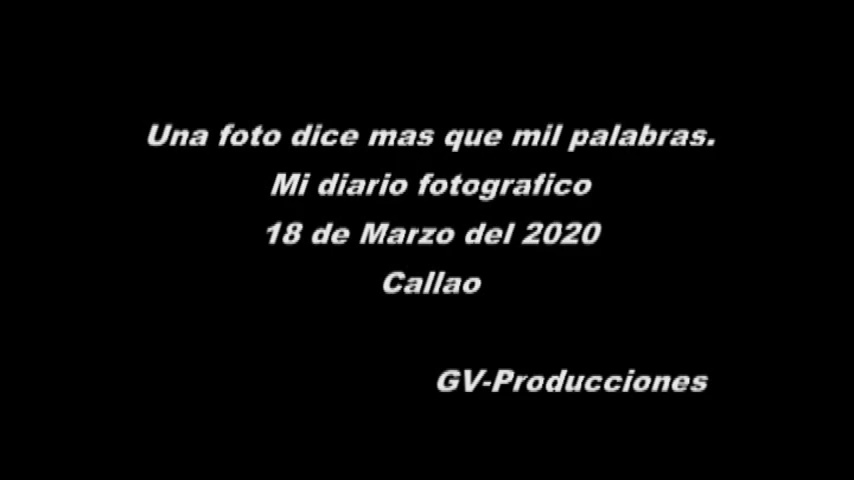 Una foto dice mas que mil palabras.
Mi diario fotografico
18 de Marzo del 2020
Callao
GV-Producciones